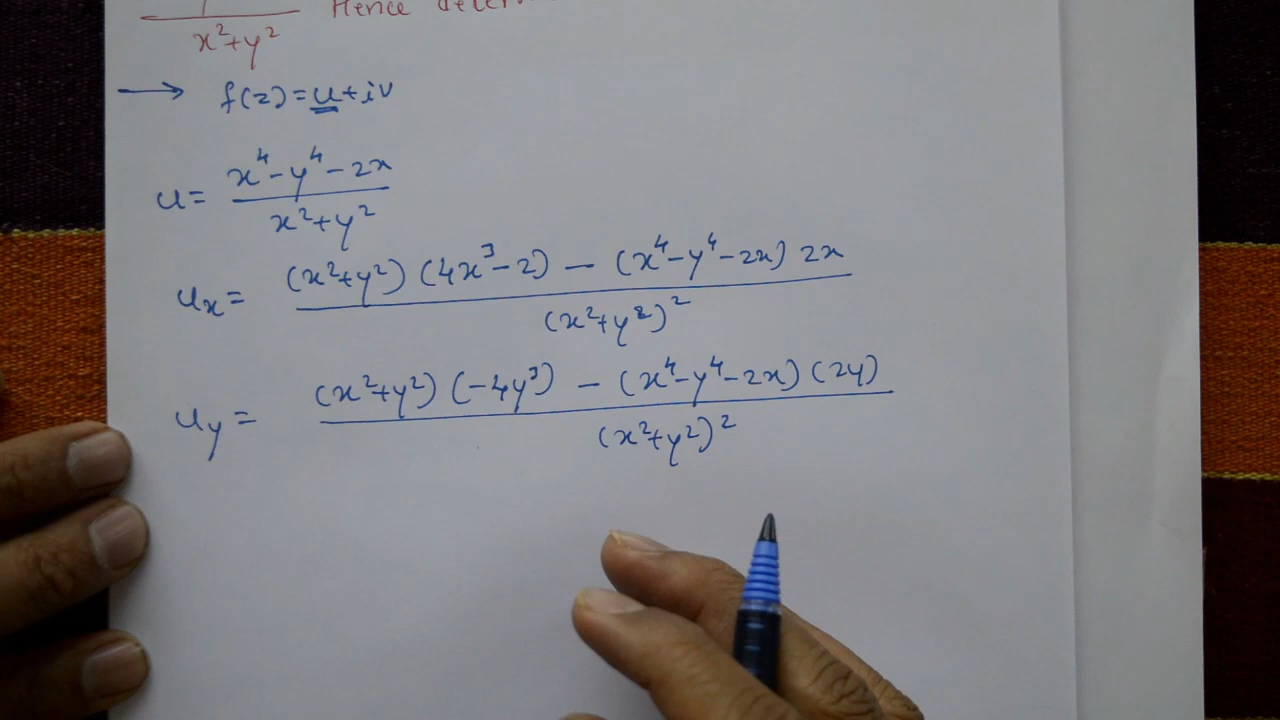 Hence
x²+y²
→ f(z)=u+iv
u= x⁴-y⁴-2x
x²+y²
uₓ= (x²+y²)(4x³-2) - (x⁴-y⁴-2x)2x
(x²+y²)²
u_y= (x²+y²)(-4y³) - (x⁴-y⁴-2x)(2y)
(x²+y²)²